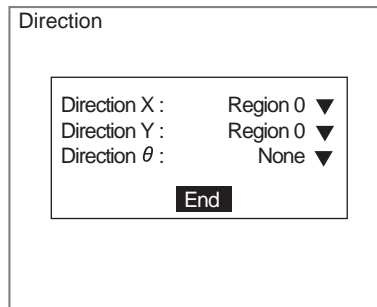 Direction
Direction X : Region 0 ▼
Direction Y : Region 0 ▼
Direction θ : None ▼
End